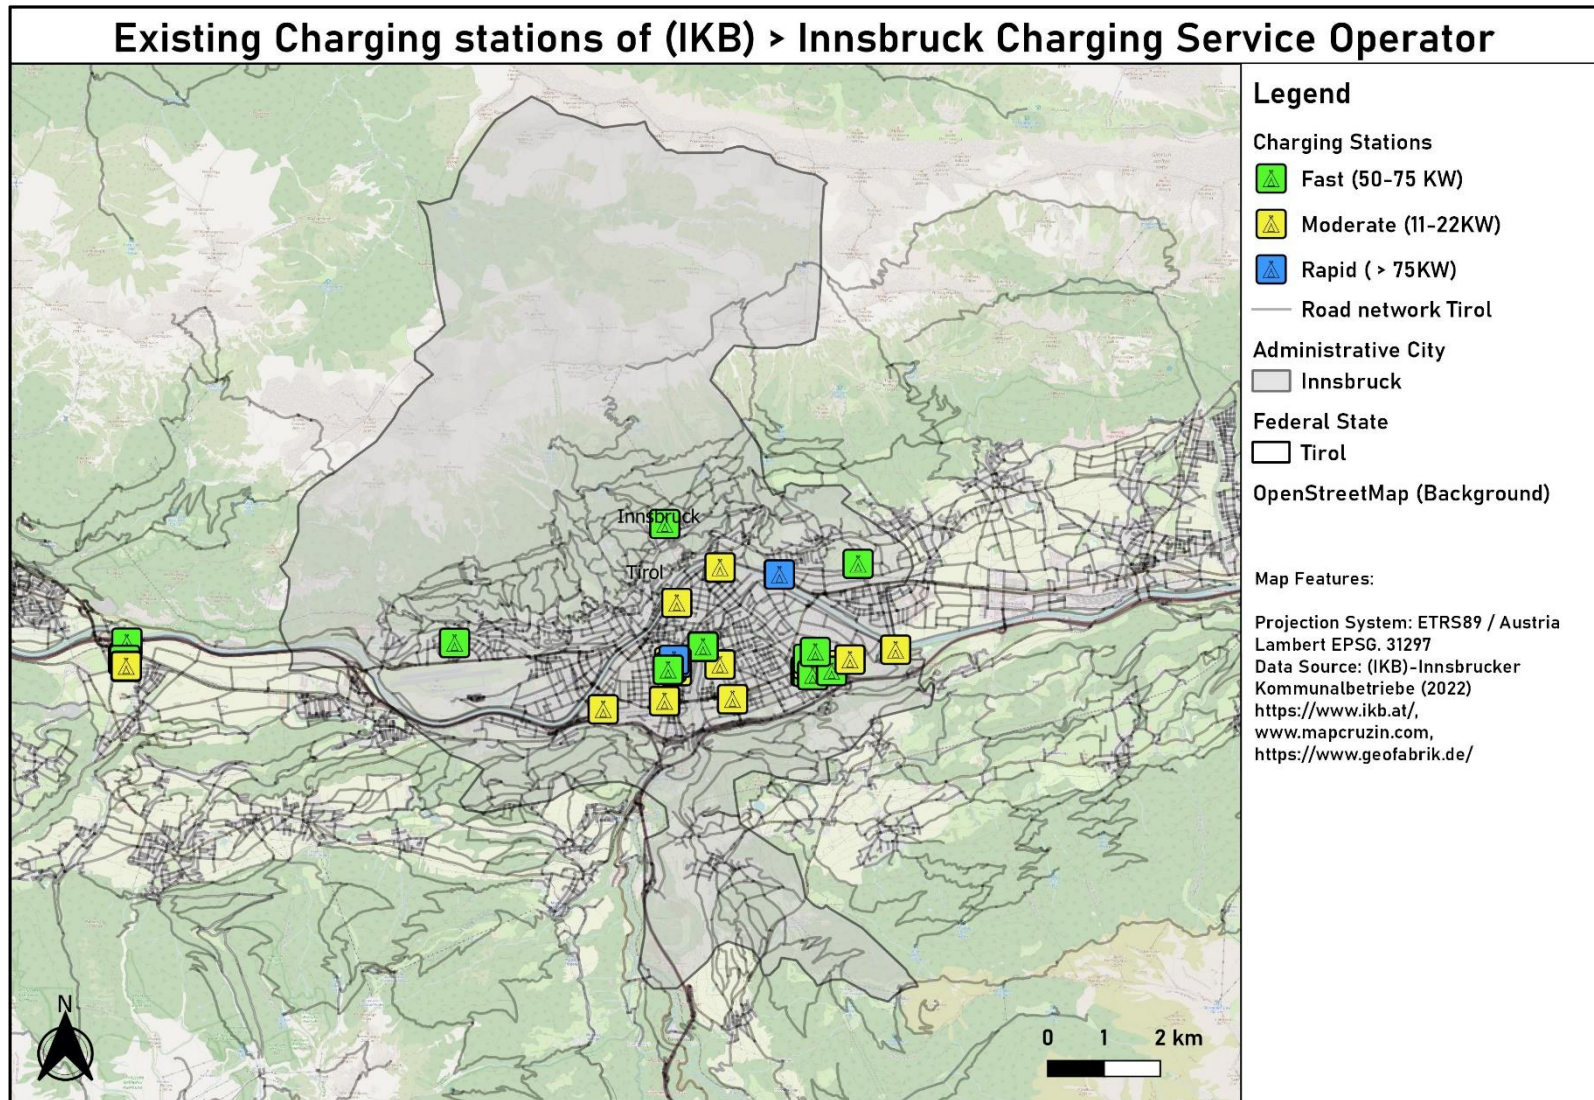 Existing Charging stations of (IKB) > Innsbruck Charging Service Operator
Legend
Charging Stations
Fast (50-75 KW)
Moderate (11-22KW)
Rapid ( > 75KW)
Road network Tirol
Administrative City
Innsbruck
Federal State
Tirol
OpenStreetMap (Background)
Map Features:
Projection System: ETRS89 / Austria
Lambert EPSG. 31297
Data Source: (IKB)-Innsbrucker
Kommunalbetriebe (2022)
https://www.ikb.at/,
www.mapcruzin.com,
https://www.geofabrik.de/
Innsbruck
Tirol
N
0 1 2 km